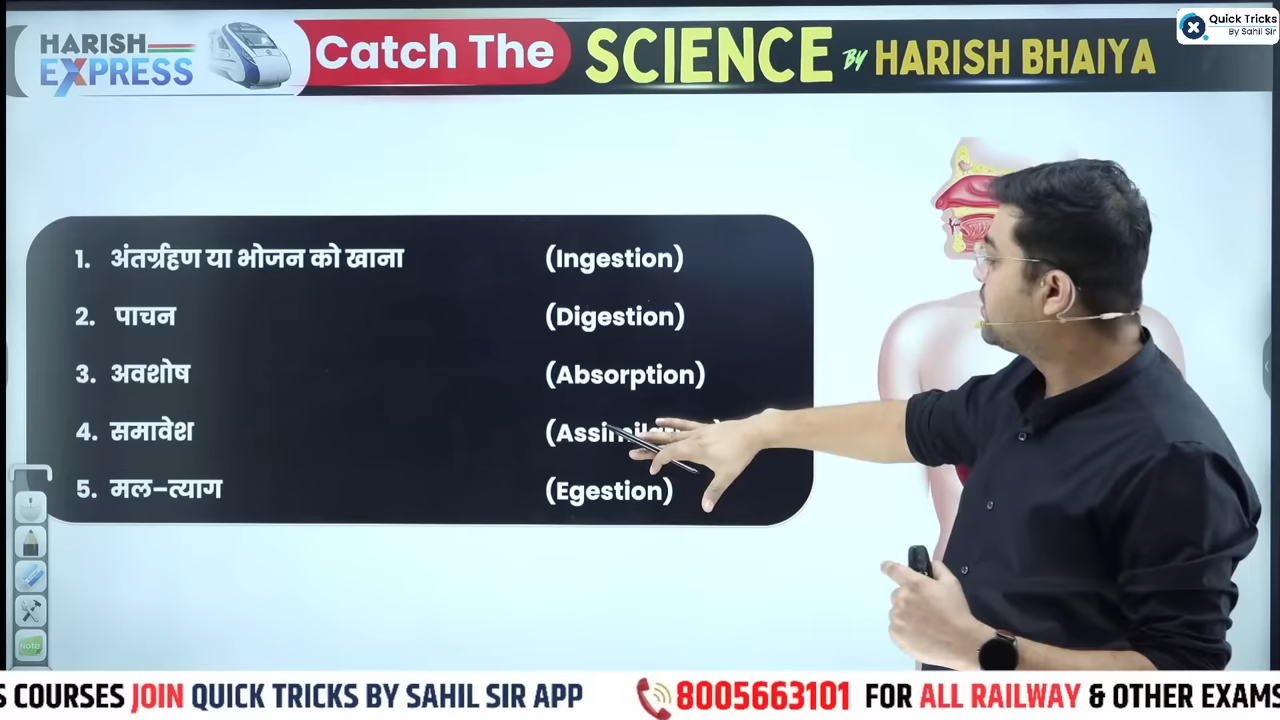 HARISH
EXPRESS
Catch The SCIENCE BY HARISH BHAIYA
Quick Tricks
By Sahil Sir
1. अंतर्ग्रहण या भोजन को खाना (Ingestion)
2. पाचन (Digestion)
3. अवशोष (Absorption)
4. समावेश
5. मल-त्याग (Egestion)
Note
S COURSES JOIN QUICK TRICKS BY SAHIL SIR APP 8005663101 FOR ALL RAILWAY & OTHER EXAMS